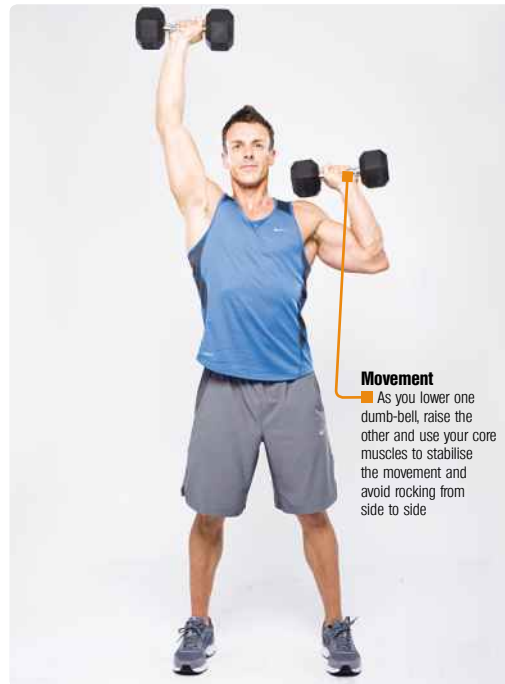 Movement
As you lower one
dumb-bell, raise the
other and use your core
muscles to stabilise
the movement and
avoid rocking from
side to side